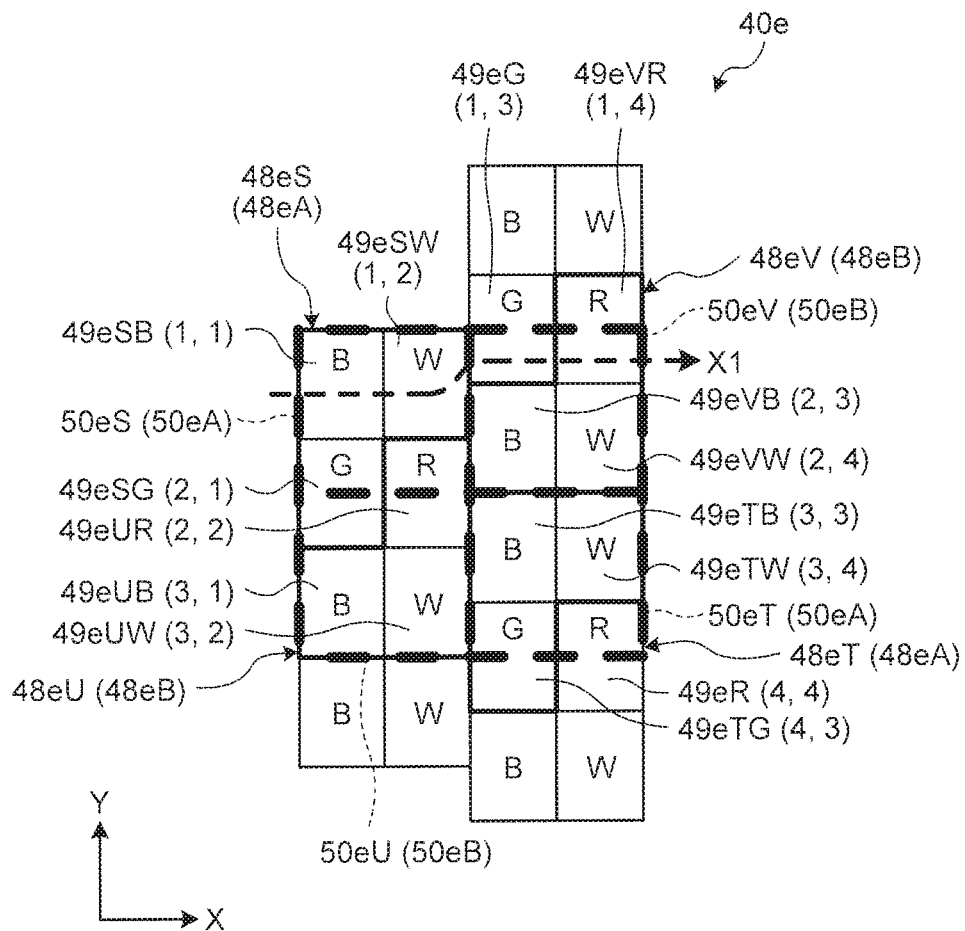 40e
49eG
(1, 3)
49eVR
(1, 4)
48eS
(48eA)
49eSW
(1, 2)
B W
48eV (48eB)
G R
50eV (50eB)
49eSB (1, 1)
B W
X1
50eS (50eA)
49eVB (2, 3)
B W
49eVW (2, 4)
G R
49eSG (2, 1)
49eUR (2, 2)
49eTB (3, 3)
B W
49eTW (3, 4)
49eUB (3, 1)
B W
49eUW (3, 2)
50eT (50eA)
G R
48eT (48eA)
48eU (48eB)
49eR (4, 4)
49eTG (4, 3)
B W
B W
Y
50eU (50eB)
X